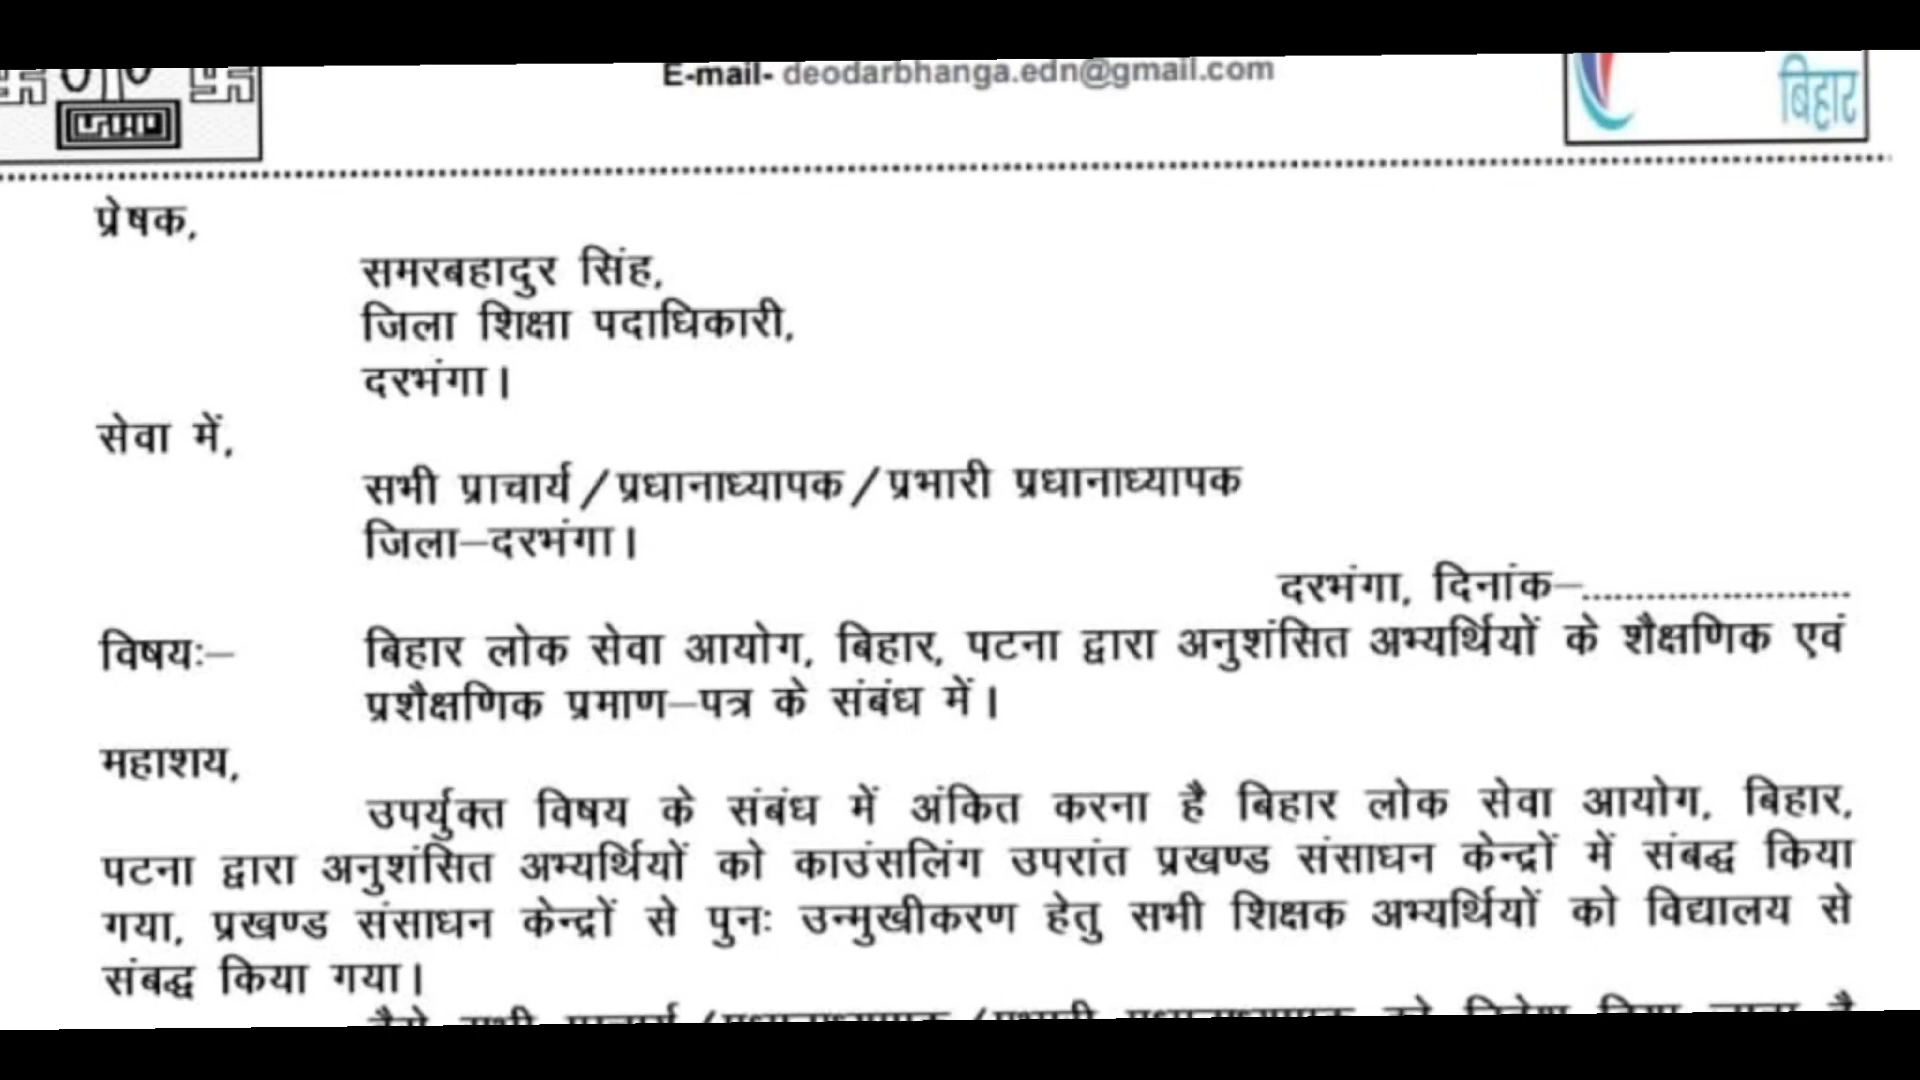 E-mail- deodarbhanga.edn@gmail.com
बिहार
प्रेषक,
समरबहादुर सिंह,
जिला शिक्षा पदाधिकारी,
दरभंगा।
सेवा में,
सभी प्राचार्य/प्रधानाध्यापक/प्रभारी प्रधानाध्यापक
जिला–दरभंगा।
दरभंगा, दिनांक–...........................
विषयः– बिहार लोक सेवा आयोग, बिहार, पटना द्वारा अनुशंसित अभ्यर्थियों के शैक्षणिक एवं
प्रशैक्षणिक प्रमाण–पत्र के संबंध में।
महाशय,
उपर्युक्त विषय के संबंध में अंकित करना है बिहार लोक सेवा आयोग, बिहार,
पटना द्वारा अनुशंसित अभ्यर्थियों को काउंसलिंग उपरांत प्रखण्ड संसाधन केन्द्रों में संबद्ध किया
गया, प्रखण्ड संसाधन केन्द्रों से पुनः उन्मुखीकरण हेतु सभी शिक्षक अभ्यर्थियों को विद्यालय से
संबद्ध किया गया।